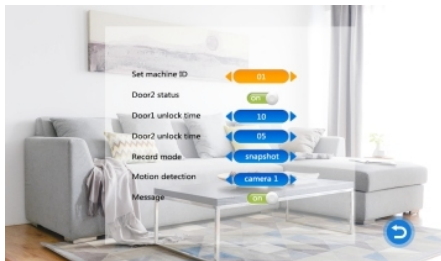 Set machine ID 01
Door2 status on
Door1 unlock time 10
Door2 unlock time 05
Record mode snapshot
Motion detection camera 1
Message on